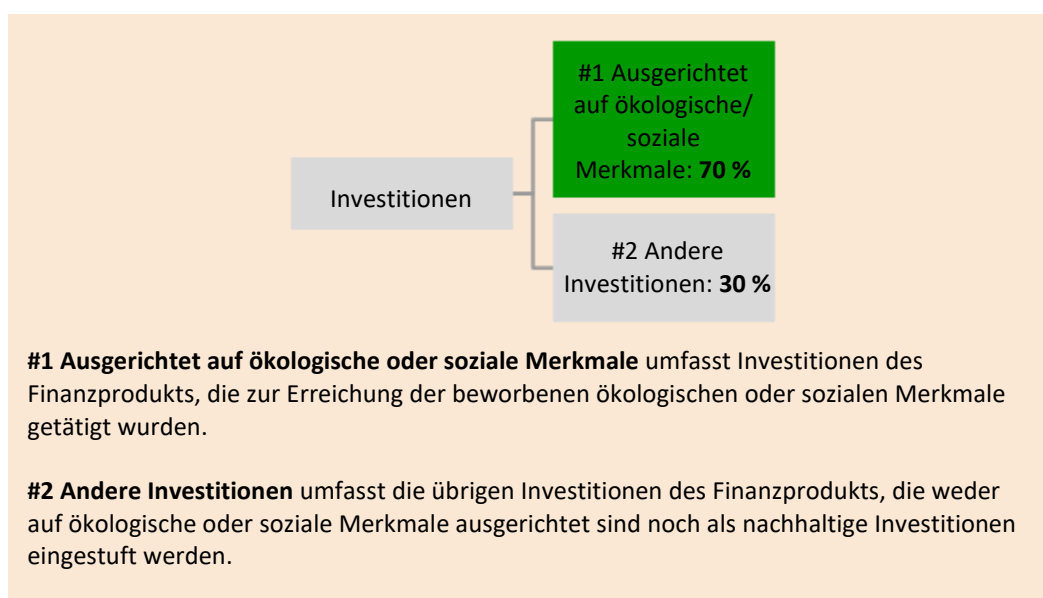 #1 Ausgerichtet
auf ökologische/
soziale
Merkmale: 70 %
Investitionen
#2 Andere
Investitionen: 30 %
#1 Ausgerichtet auf ökologische oder soziale Merkmale umfasst Investitionen des
Finanzprodukts, die zur Erreichung der beworbenen ökologischen oder sozialen Merkmale
getätigt wurden.
#2 Andere Investitionen umfasst die übrigen Investitionen des Finanzprodukts, die weder
auf ökologische oder soziale Merkmale ausgerichtet sind noch als nachhaltige Investitionen
eingestuft werden.